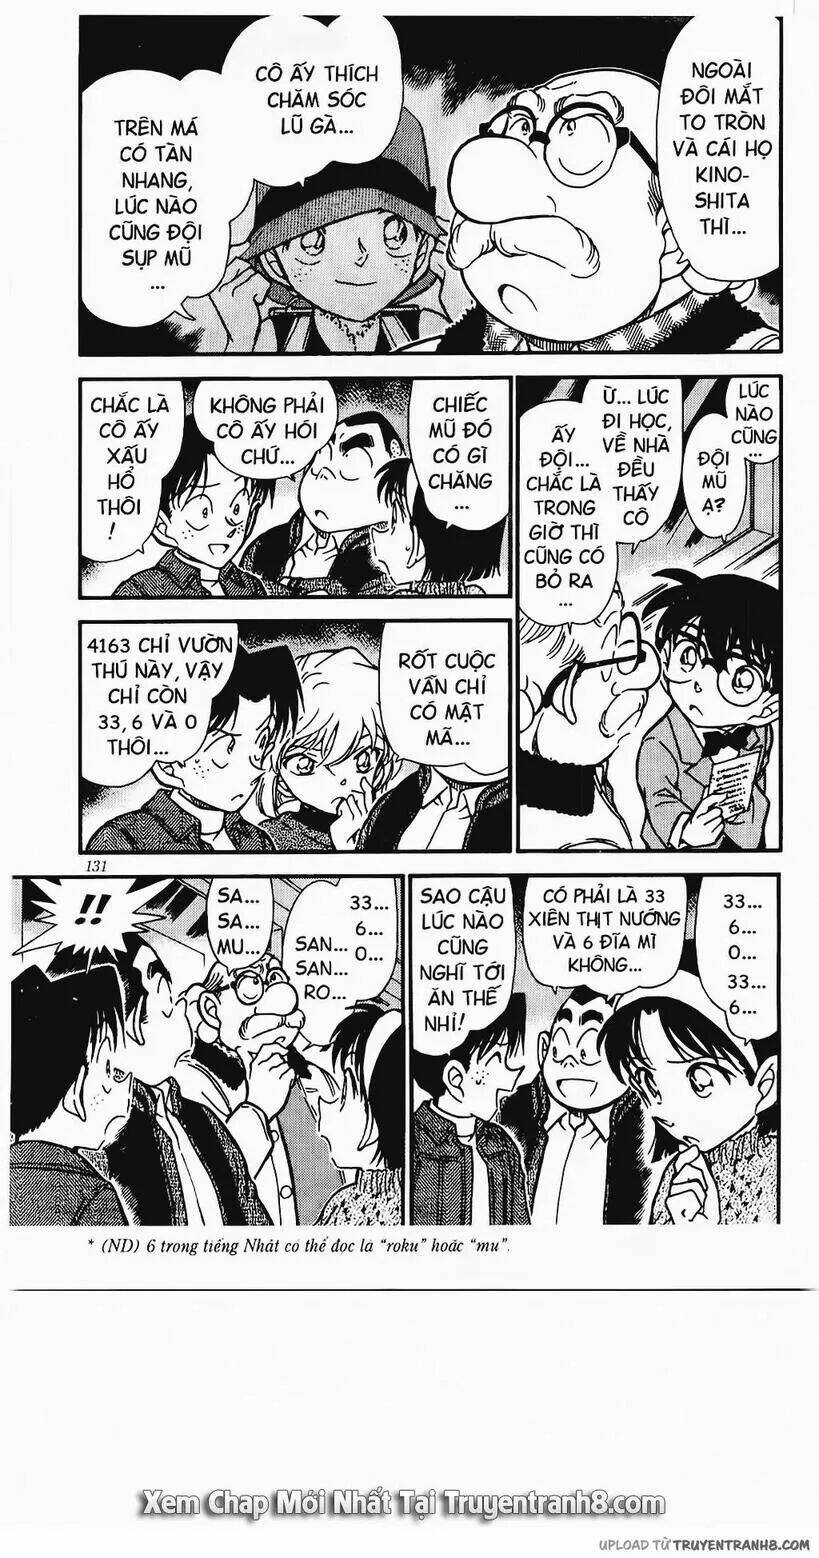 NGOÀI
ĐÔI MẮT
TO TRÒN
VÀ CÁI HỌ
KINO-
SHITA
THÌ...
CÔ ẤY THÍCH
CHĂM SÓC
LŨ GÀ...
TRÊN MÁ
CÓ TÀN
NHANG,
LÚC NÀO
CŨNG ĐỘI
SỤP MŨ
...
LÚC
NÀO
CŨNG
...
ĐỘI
MŨ
Ạ?
Ừ... LÚC
ĐI HỌC,
VỀ NHÀ
ĐỀU
THẤY
CÔ
ẤY
ĐỘI...
CHẮC LÀ
TRONG
GIỜ THÌ
CŨNG CÓ
BỎ RA
...
CHIẾC
MŨ ĐÓ
CÓ GÌ
CHĂNG
...
KHÔNG PHẢI
CÔ ẤY HÓI
CHỨ...
CHẮC LÀ
CÔ ẤY
XẤU
HỔ
THÔI
!
RỐT CUỘC
VẪN CHỈ
CÓ MẬT
MÃ...
4163 CHỈ VƯỜN
THÚ NÀY, VẬY
CHỈ CÒN
33, 6 VÀ 0
THÔI...
131
33...
6...
0...
33...
6...
CÓ PHẢI LÀ 33
XIÊN THỊT NƯỚNG
VÀ 6 ĐĨA MÌ
KHÔNG...
SAO CẬU
LÚC NÀO
CŨNG
NGHĨ TỚI
ĂN THẾ
NHỈ!
33...
6...
0...
SAN...
SAN...
RO...
SA...
SA...
MU...
!!
* (ND) 6 trong tiếng Nhật có thể đọc là “roku” hoặc “mu”.
Xem Chap Mới Nhất Tại Truyentranh8.com
UPLOAD TỪ TRUYENTRANH8.COM